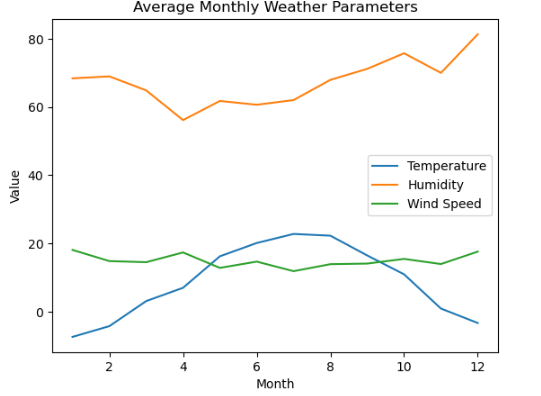 Average Monthly Weather Parameters
80
60
40
20
0
Value
Temperature
Humidity
Wind Speed
2 4 6 8 10 12
Month